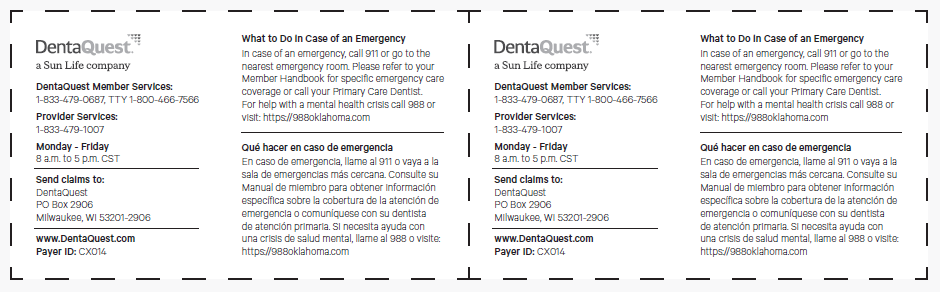 DentaQuest
a Sun Life company
DentaQuest Member Services:
1-833-479-0687, TTY 1-800-466-7566
Provider Services:
1-833-479-1007
Monday - Friday
8 a.m. to 5 p.m. CST
Send claims to:
DentaQuest
PO Box 2906
Milwaukee, WI 53201-2906
www.DentaQuest.com
Payer ID: CX014
What to Do in Case of an Emergency
In case of an emergency, call 911 or go to the
nearest emergency room. Please refer to your
Member Handbook for specific emergency care
coverage or call your Primary Care Dentist.
For help with a mental health crisis call 988 or
visit: https://988oklahoma.com
Qué hacer en caso de emergencia
En caso de emergencia, llame al 911 o vaya a la
sala de emergencias más cercana. Consulte su
Manual de miembro para obtener información
específica sobre la cobertura de la atención de
emergencia o comuníquese con su dentista
de atención primaria. Si necesita ayuda con
una crisis de salud mental, llame al 988 o visite:
https://988oklahoma.com
DentaQuest
a Sun Life company
DentaQuest Member Services:
1-833-479-0687, TTY 1-800-466-7566
Provider Services:
1-833-479-1007
Monday - Friday
8 a.m. to 5 p.m. CST
Send claims to:
DentaQuest
PO Box 2906
Milwaukee, WI 53201-2906
www.DentaQuest.com
Payer ID: CX014
What to Do in Case of an Emergency
In case of an emergency, call 911 or go to the
nearest emergency room. Please refer to your
Member Handbook for specific emergency care
coverage or call your Primary Care Dentist.
For help with a mental health crisis call 988 or
visit: https://988oklahoma.com
Qué hacer en caso de emergencia
En caso de emergencia, llame al 911 o vaya a la
sala de emergencias más cercana. Consulte su
Manual de miembro para obtener información
específica sobre la cobertura de la atención de
emergencia o comuníquese con su dentista
de atención primaria. Si necesita ayuda con
una crisis de salud mental, llame al 988 o visite:
https://988oklahoma.com